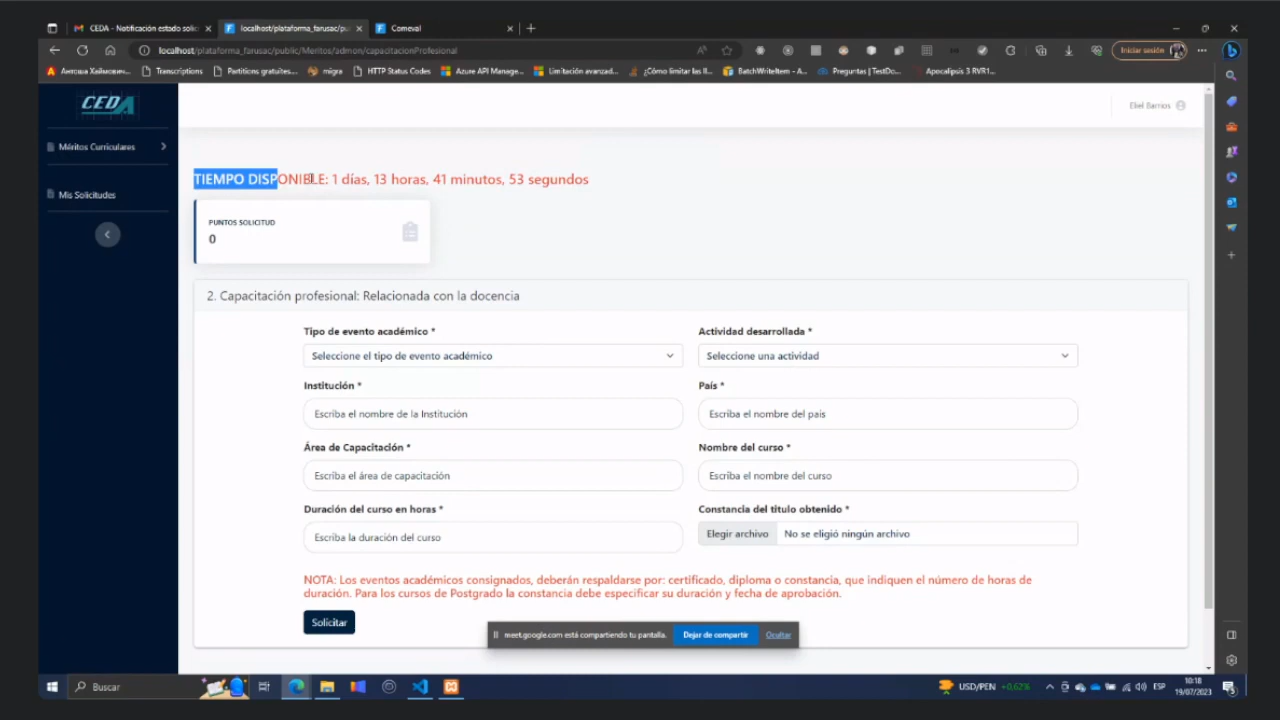 CEDA - Notificación estado solic
localhost/plataforma_farusac/pu
Comeval
localhost/plataforma_farusac/public/Meritos/admon/capacitacionProfesional
Iniciar sesión
Transcriptions
Partitions gratuites...
migra
HTTP Status Codes
Azure API Manage...
Limitación avanzad...
¿Cómo limitar las ll...
BatchWriteItem - A...
Preguntas | TestDo...
Apocalipsis 3 RVR1...
CEDA
Eliel Barrios
Méritos Curriculares
Mis Solicitudes
TIEMPO DISPONIBLE: 1 días, 13 horas, 41 minutos, 53 segundos
PUNTOS SOLICITUD
0
2. Capacitación profesional: Relacionada con la docencia
Tipo de evento académico *
Actividad desarrollada *
Seleccione el tipo de evento académico
Seleccione una actividad
Institución *
País *
Escriba el nombre de la Institución
Escriba el nombre del país
Área de Capacitación *
Nombre del curso *
Escriba el área de capacitación
Escriba el nombre del curso
Duración del curso en horas *
Constancia del titulo obtenido *
Escriba la duración del curso
Elegir archivo No se eligió ningún archivo
NOTA: Los eventos académicos consignados, deberán respaldarse por: certificado, diploma o constancia, que indiquen el número de horas de
duración. Para los cursos de Postgrado la constancia debe especificar su duración y fecha de aprobación.
Solicitar
meet.google.com está compartiendo tu pantalla.
Dejar de compartir
Ocultar
Buscar
USD/PEN +0.62%
ESP
10:18
19/07/2023